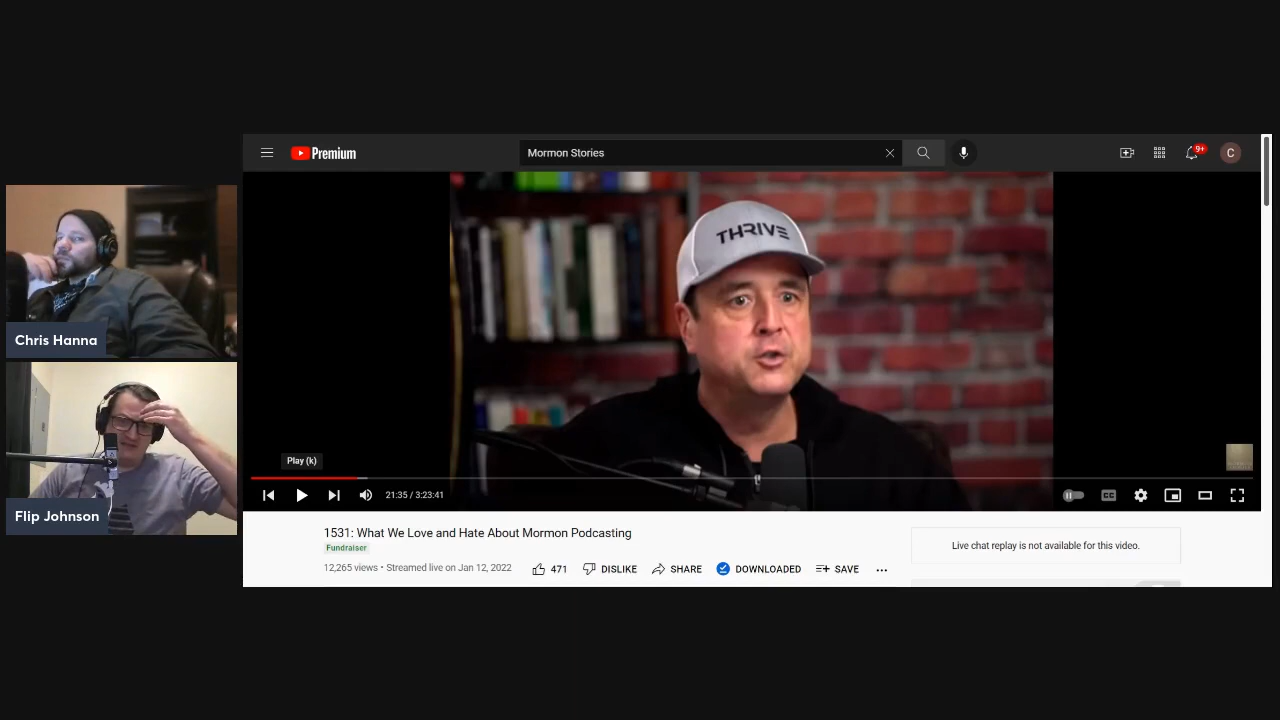 Premium
Mormon Stories
9+
C
THRIVE
Chris Hanna
Flip Johnson
Play (k)
21:35 / 3:23:41
CC
1531: What We Love and Hate About Mormon Podcasting
Fundraiser
12,265 views • Streamed live on Jan 12, 2022
471
DISLIKE
SHARE
DOWNLOADED
SAVE
Live chat replay is not available for this video.